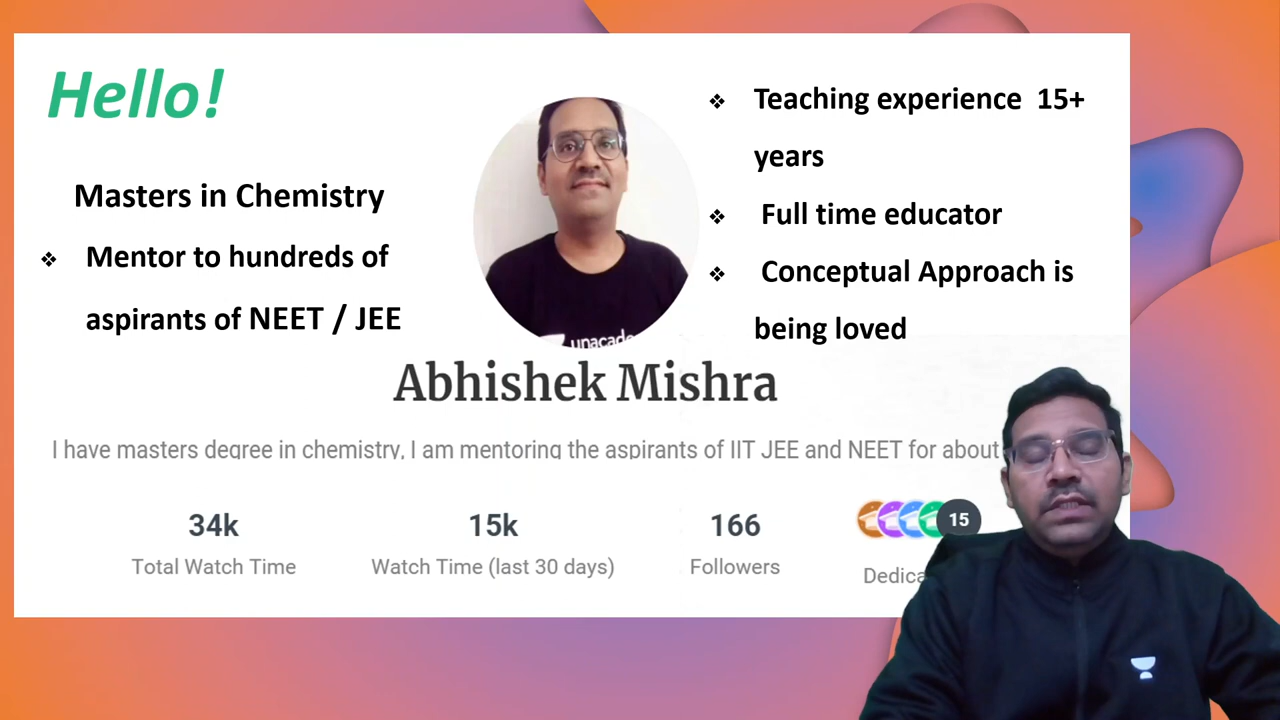 Hello!
Masters in Chemistry
❖ Mentor to hundreds of
aspirants of NEET / JEE
❖ Teaching experience 15+
years
❖ Full time educator
❖ Conceptual Approach is
being loved
Abhishek Mishra
I have masters degree in chemistry, I am mentoring the aspirants of IIT JEE and NEET for about
34k
Total Watch Time
15k
Watch Time (last 30 days)
166
Followers
15